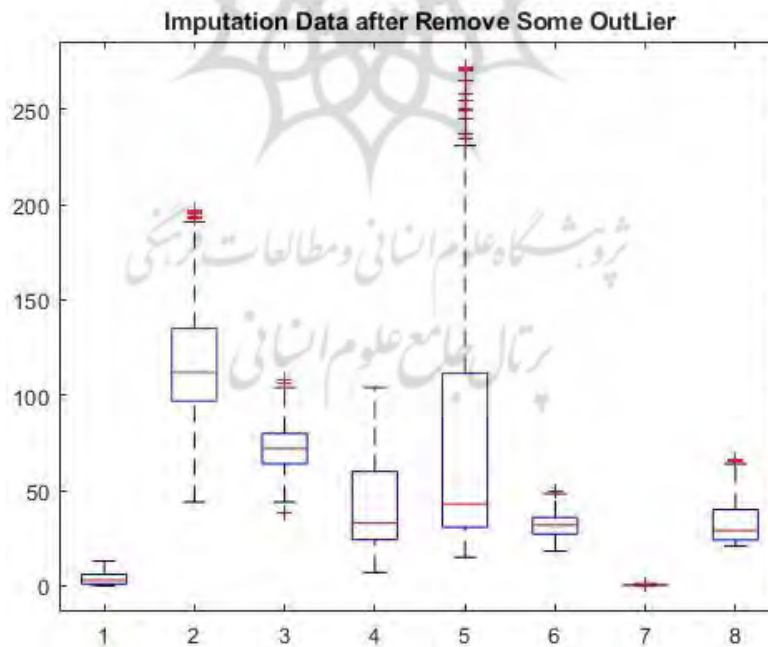 Imputation Data after Remove Some OutLier
250
200
پژوهشگاه علوم انسانی و مطالعات فرهنگی
150
پرتال جامع علوم انسانی
100
50
0
1 2 3 4 5 6 7 8